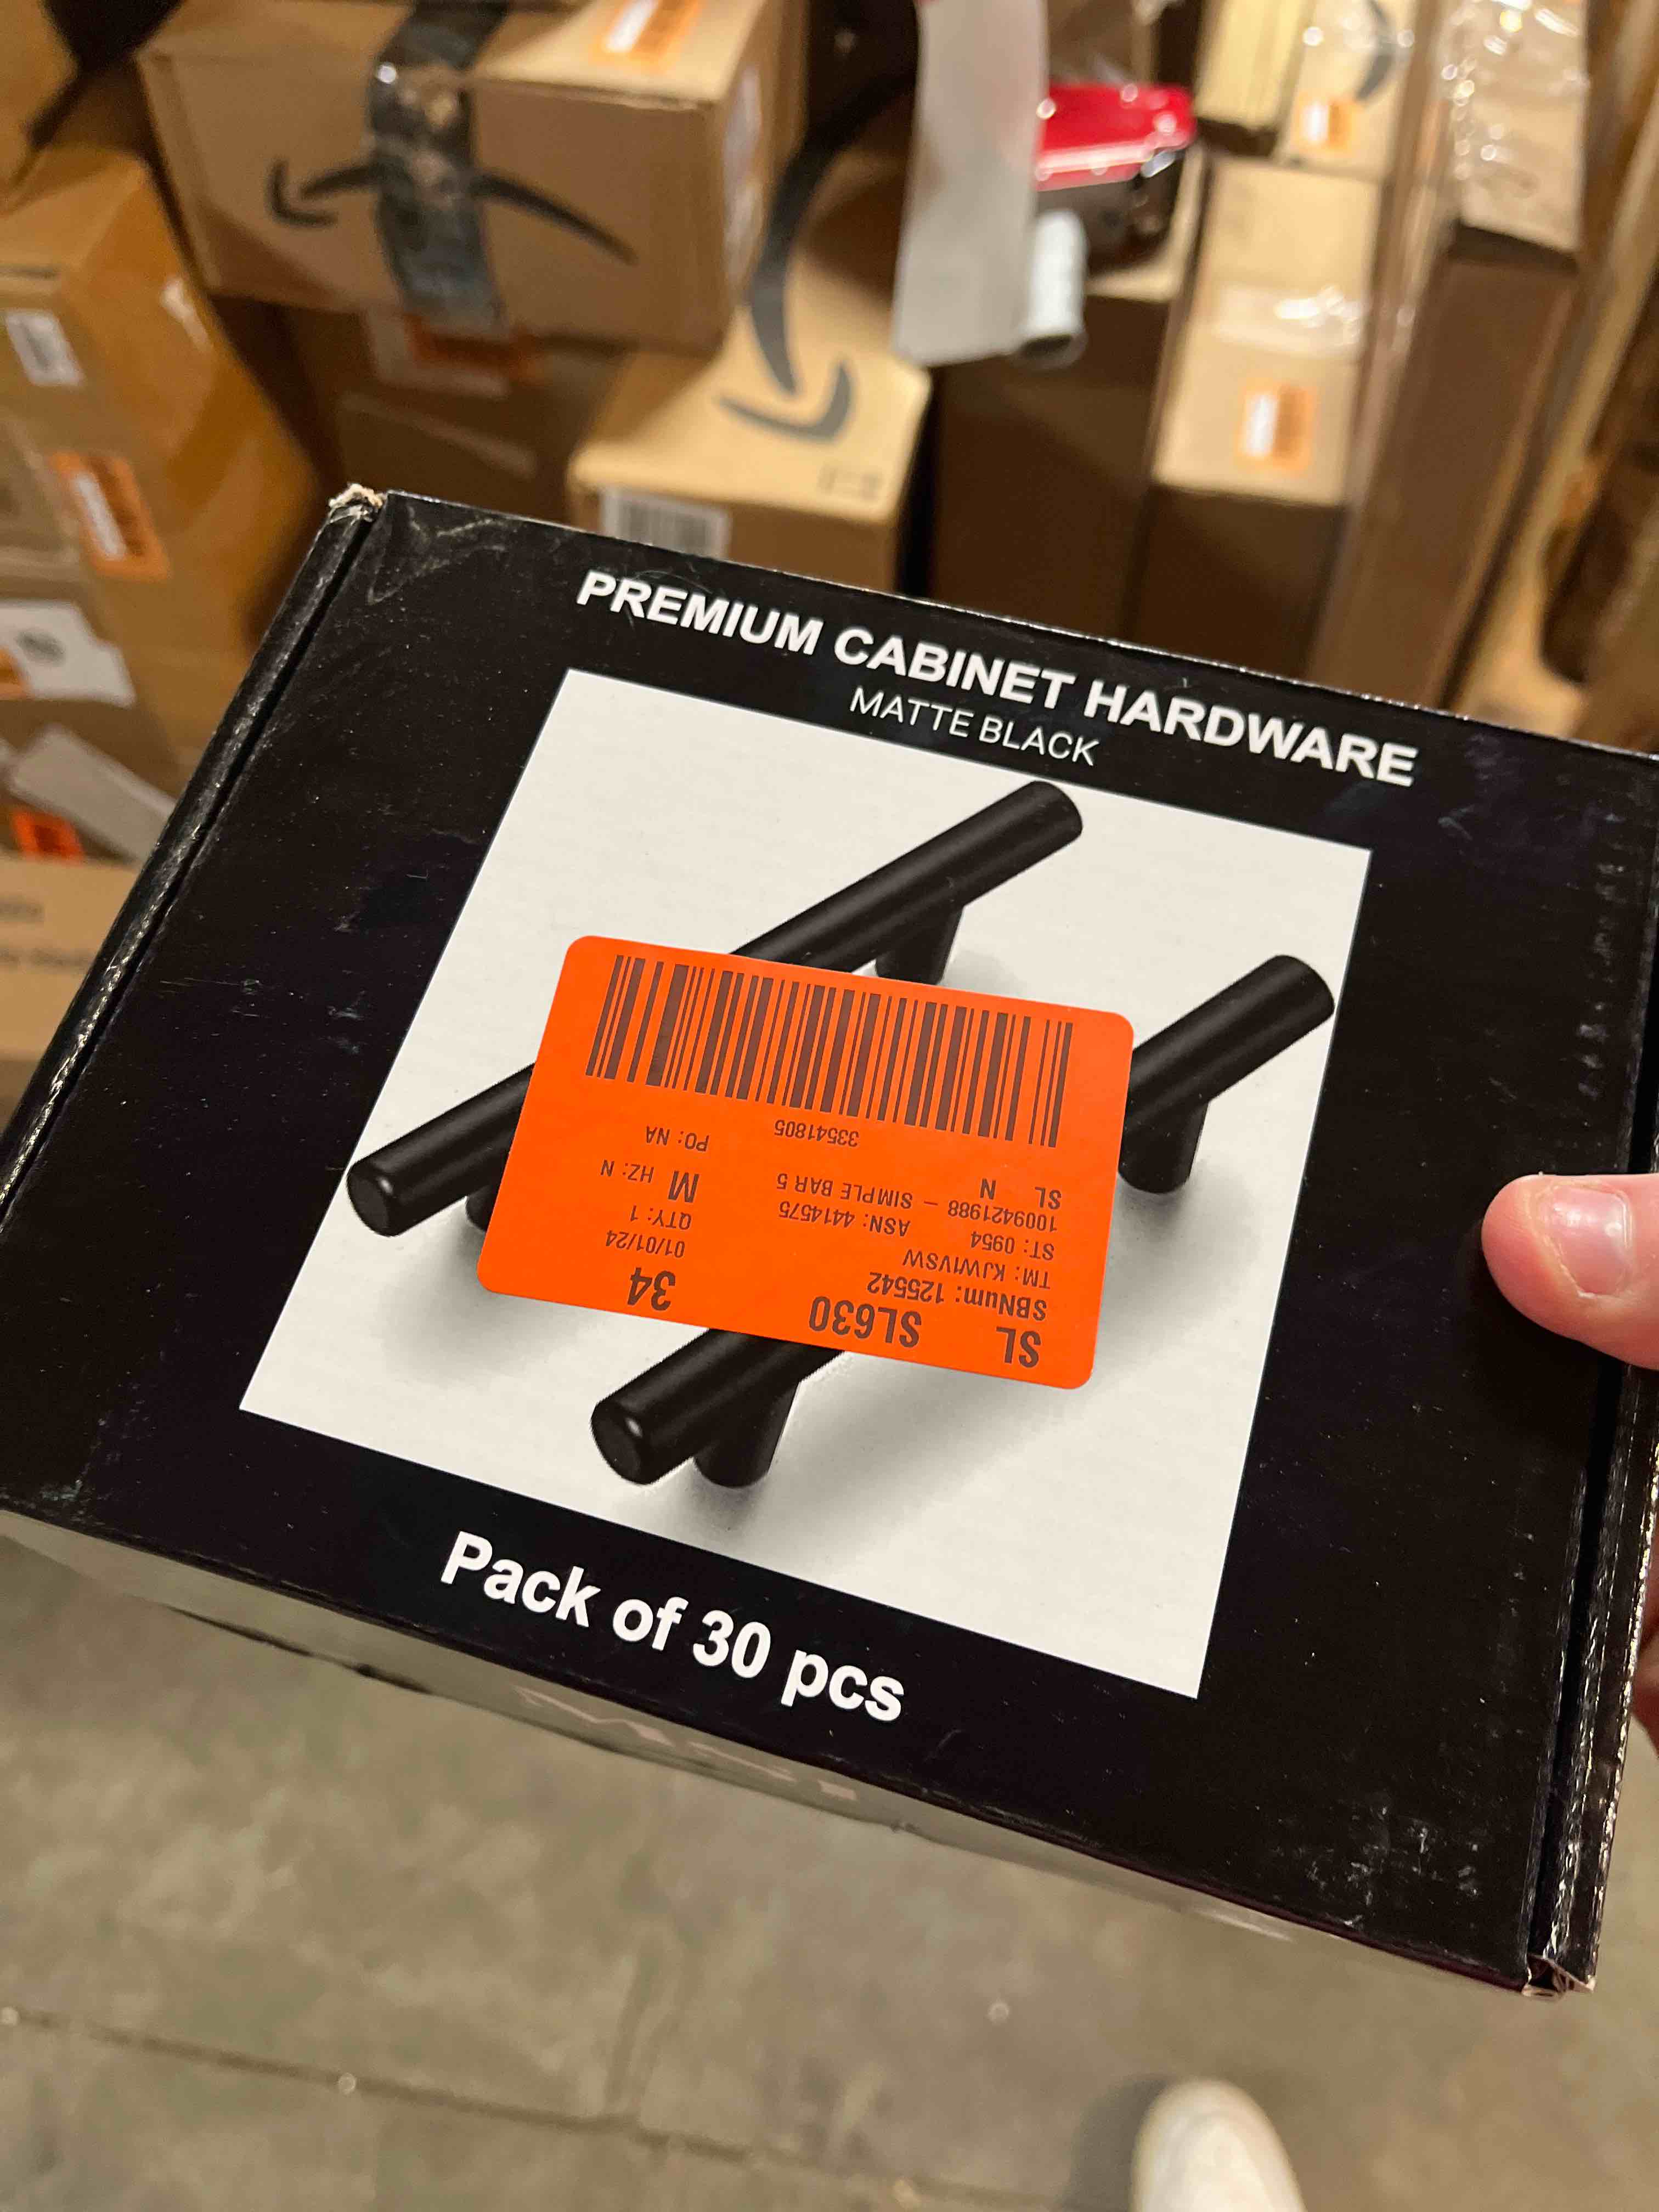 PREMIUM CABINET HARDWARE
MATTE BLACK
SL SL630 34
SBNum: 125542
TM: KJWIVSW 01/01/24
ST: 0954 ASN: 4414575 QTY: 1
1009421988 – SIMPLE BAR 5 M HZ: N
SL N
33541805 PO: NA
Pack of 30 pcs